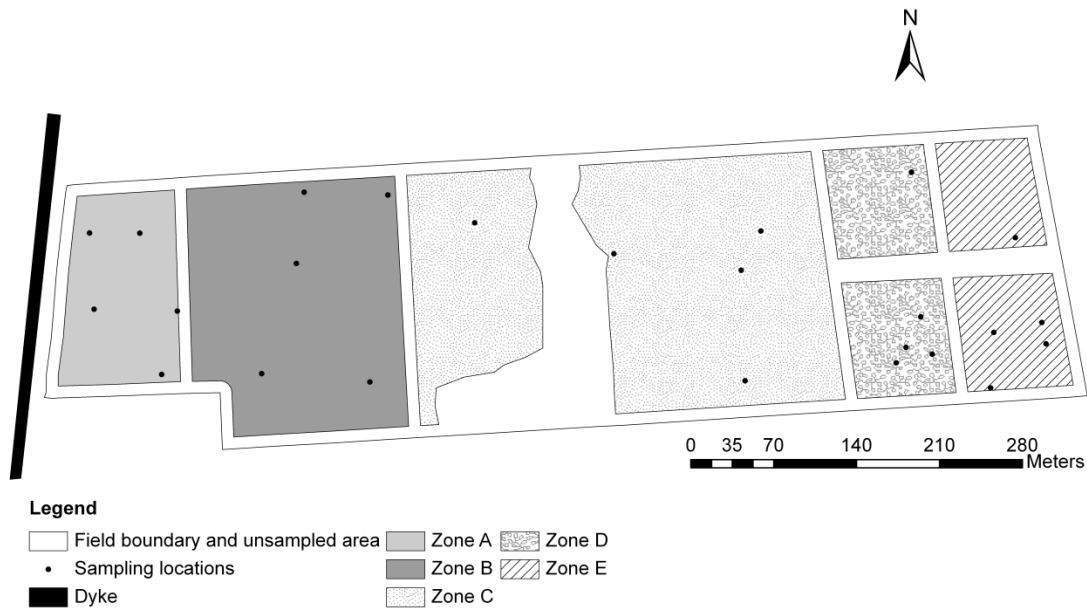 N
0 35 70 140 210 280
Meters
Legend
Field boundary and unsampled area
Sampling locations
Dyke
Zone A
Zone B
Zone C
Zone D
Zone E